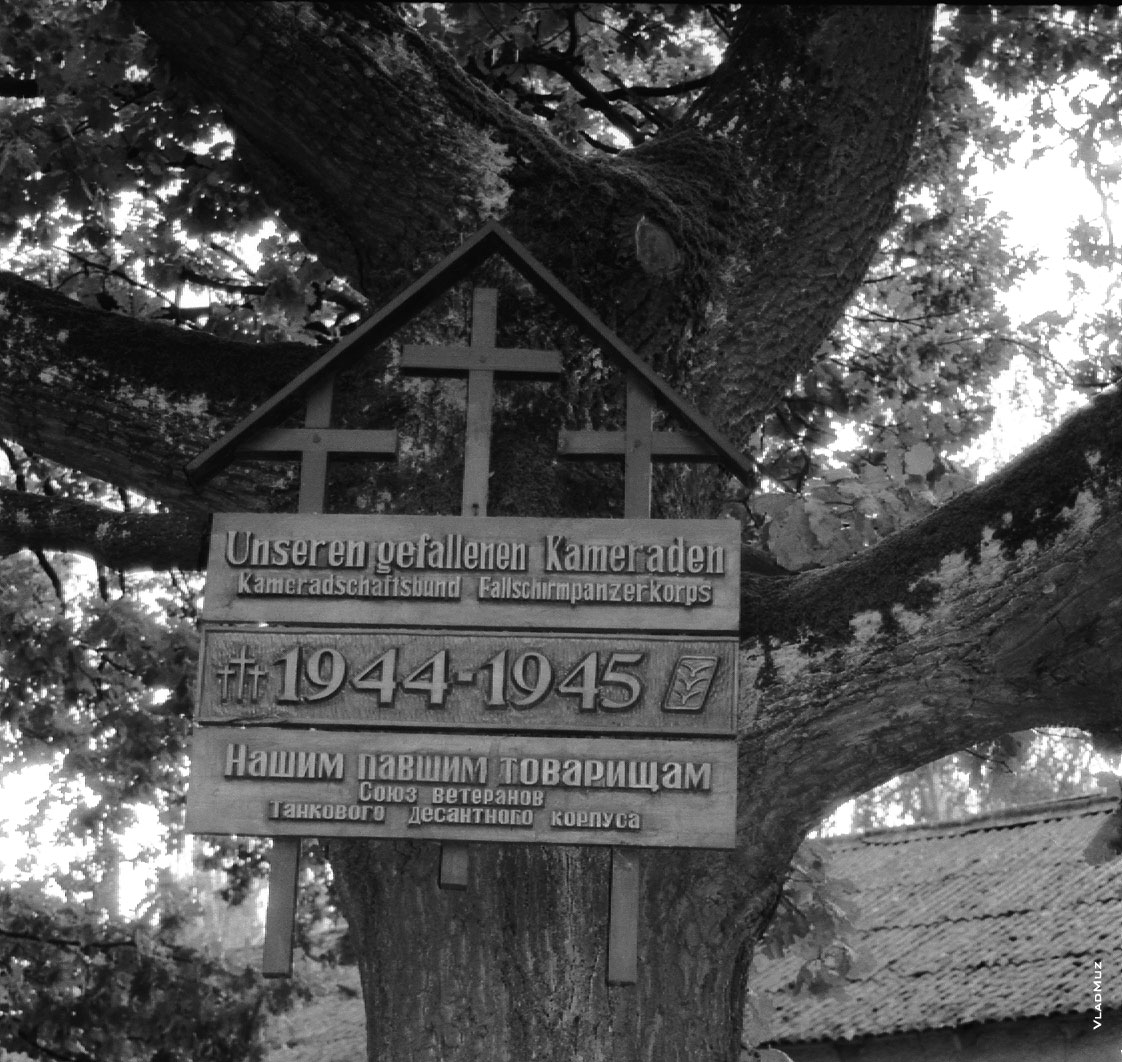 Unseren gefallenen Kameraden
Kameradschaftsbund Fallschirmpanzerkorps
1944-1945
Нашим павшим товарищам
Союз ветеранов
Танкового десантного корпуса
VladMuz